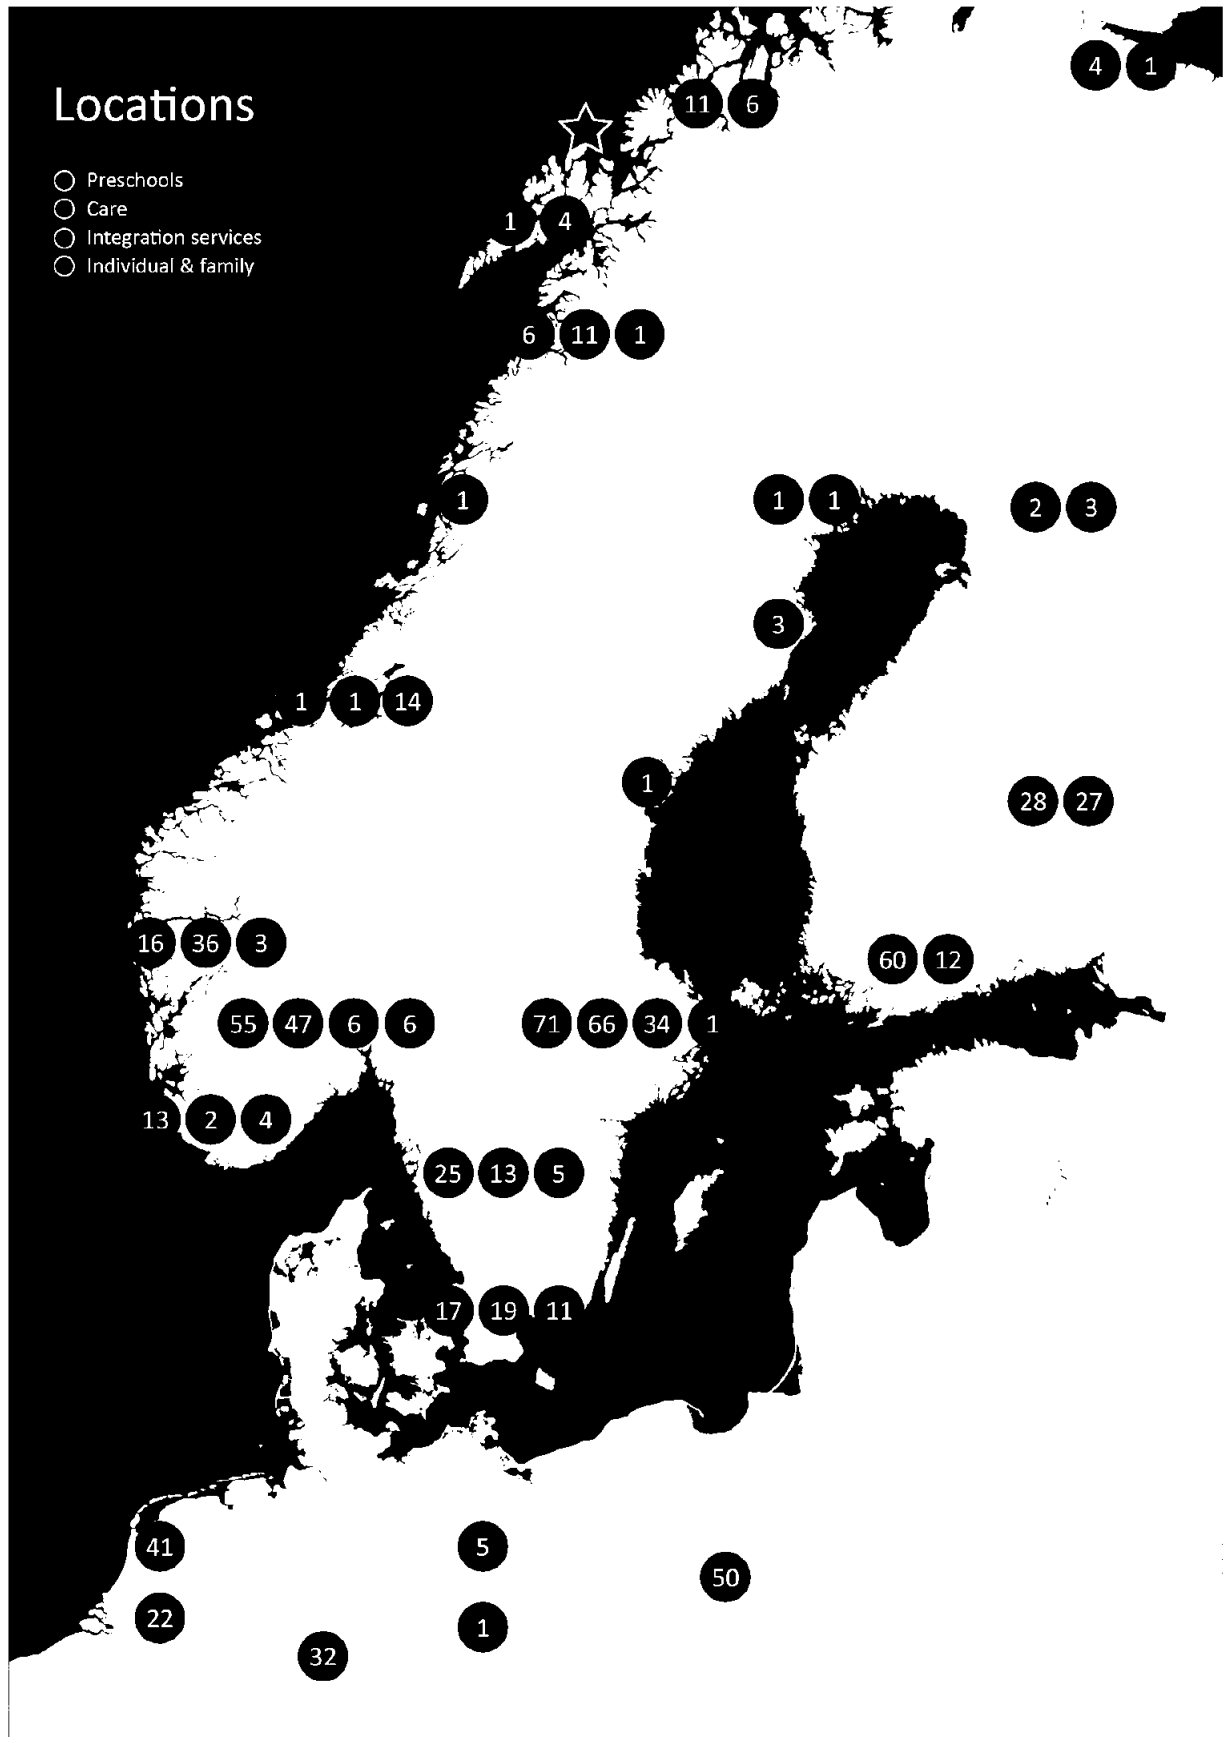 Locations
Preschools
Care
Integration services
Individual & family
4 1
11 6
1 4
6 11 1
1
1 1
2 3
3
1 1 14
1
28 27
16 36 3
60 12
55 47 6 6
71 66 34 1
13 2 4
25 13 5
17 19 11
41
5
50
22
1
32